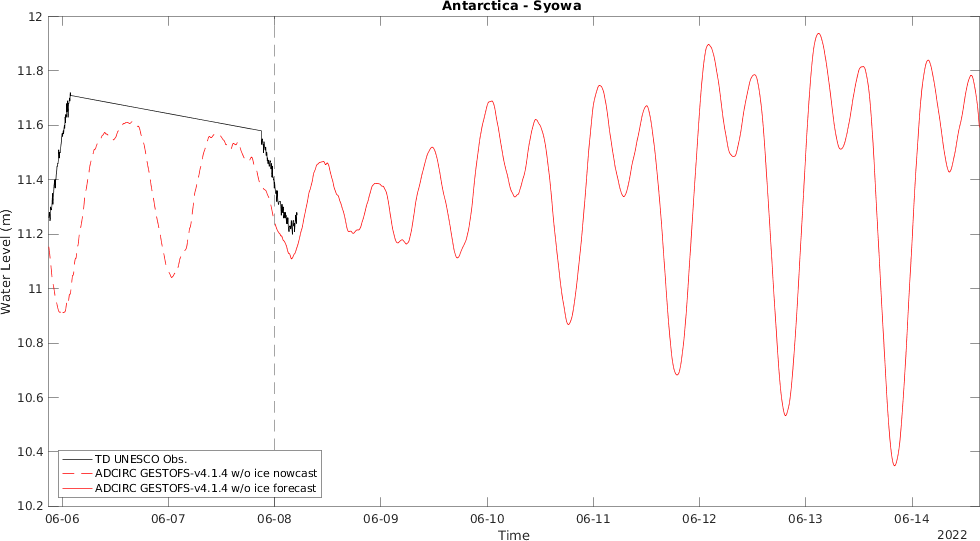 Antarctica - Syowa
12
11.8
11.6
11.4
11.2
11
10.8
10.6
10.4
10.2
Water Level (m)
TD UNESCO Obs.
ADCIRC GESTOFS-v4.1.4 w/o ice nowcast
ADCIRC GESTOFS-v4.1.4 w/o ice forecast
06-06 06-07 06-08 06-09 06-10 06-11 06-12 06-13 06-14
Time
2022